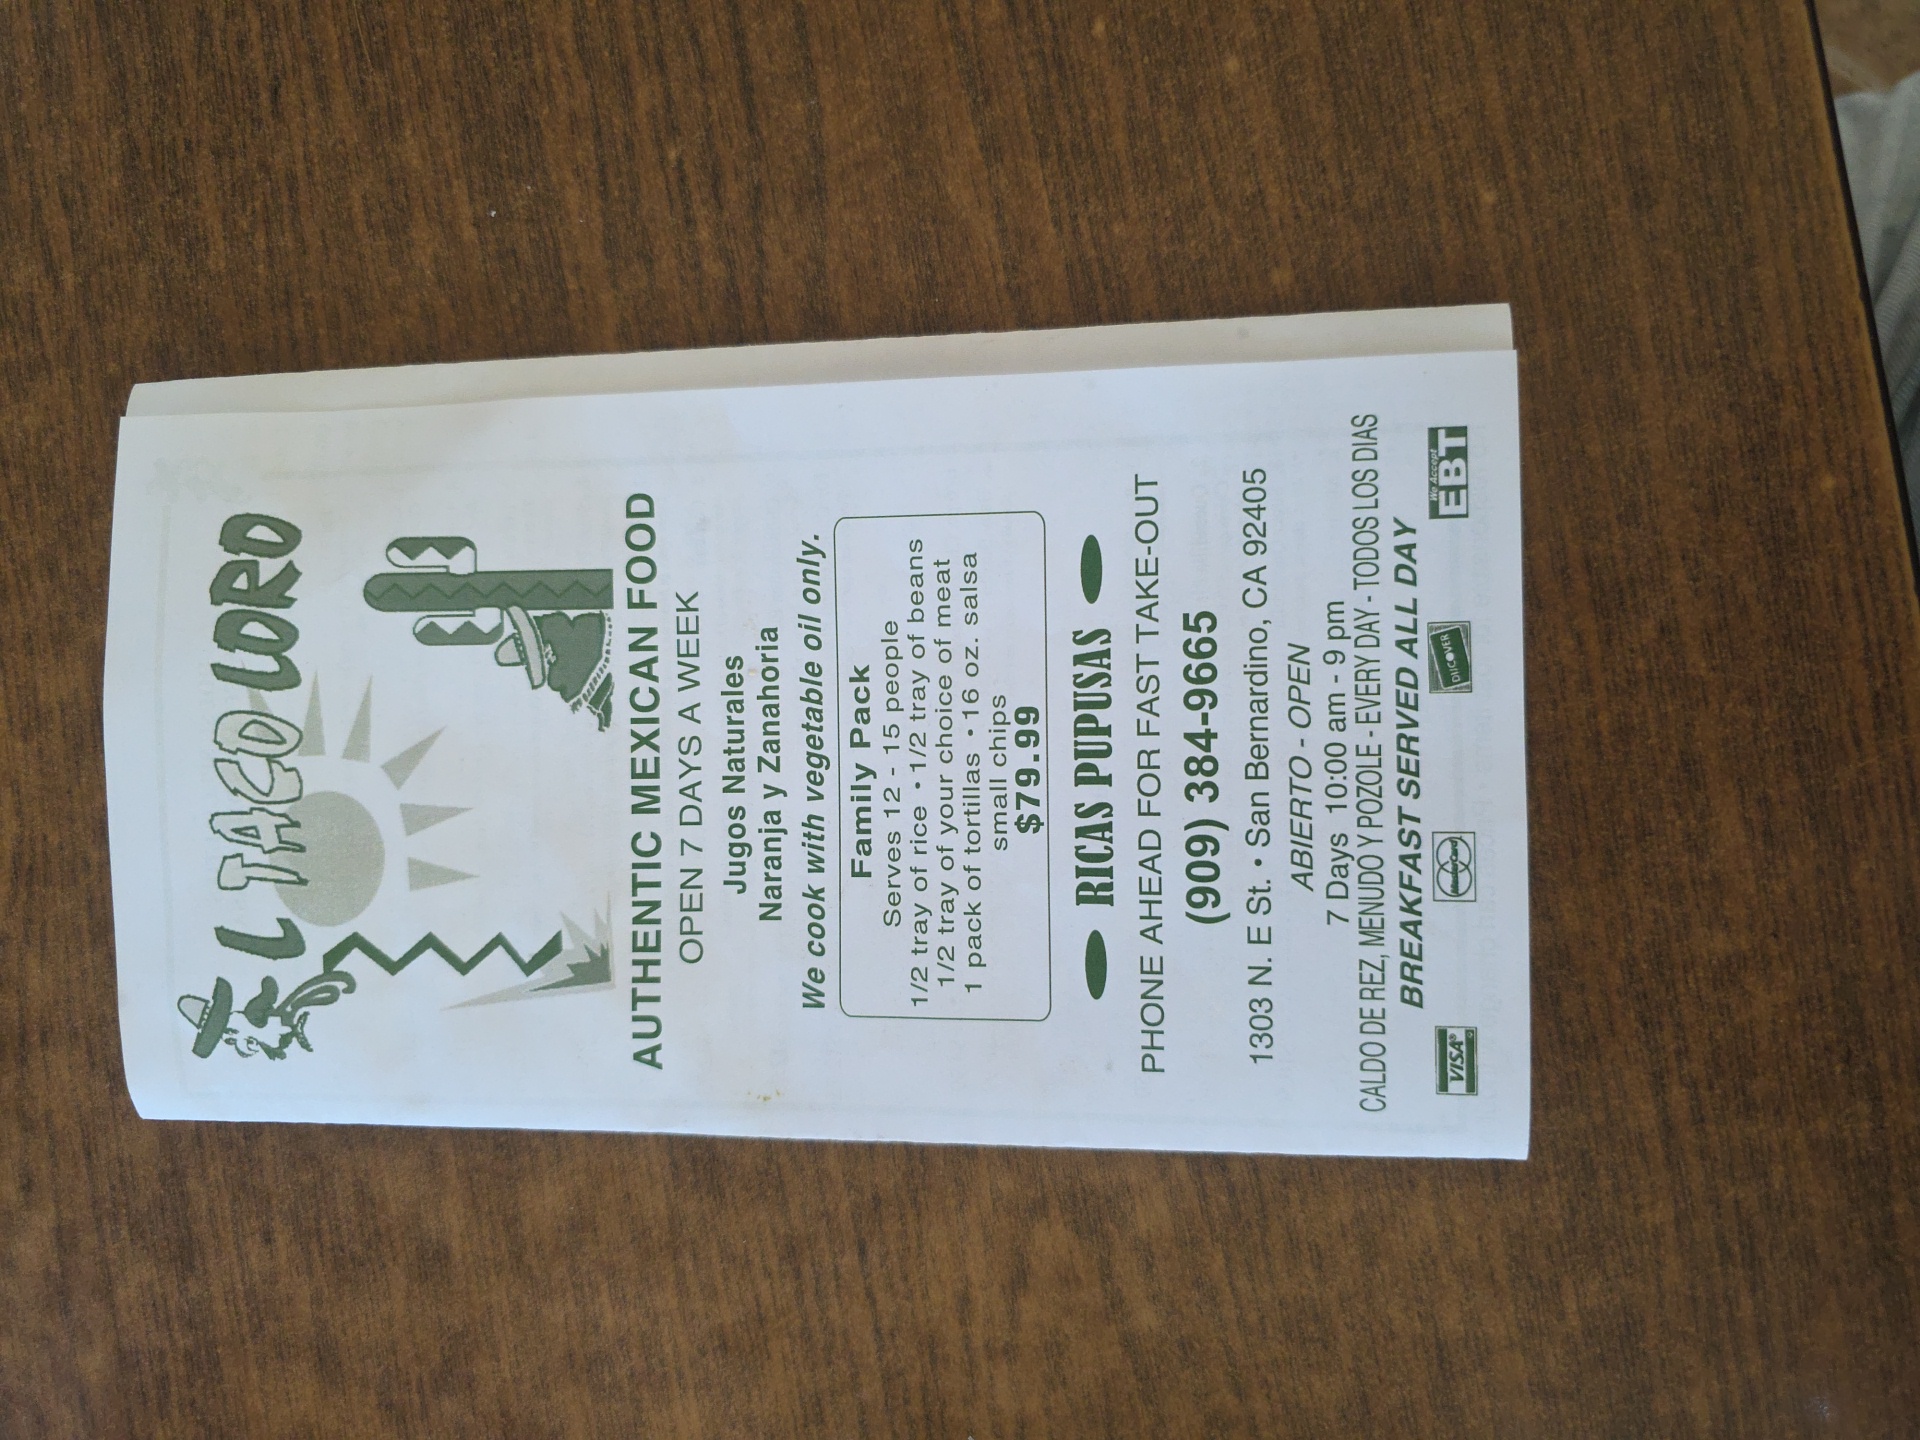 EL TACO LORO
AUTHENTIC MEXICAN FOOD
OPEN 7 DAYS A WEEK
Jugos Naturales
Naranja y Zanahoria
We cook with vegetable oil only.
Family Pack
Serves 12 - 15 people
1/2 tray of rice • 1/2 tray of beans
1/2 tray of your choice of meat
1 pack of tortillas • 16 oz. salsa
small chips
$79.99
RICAS PUPUSAS
PHONE AHEAD FOR FAST TAKE-OUT
(909) 384-9665
1303 N. E St. • San Bernardino, CA 92405
ABIERTO - OPEN
7 Days 10:00 am - 9 pm
CALDO DE REZ, MENUDO Y POZOLE - EVERY DAY - TODOS LOS DIAS
BREAKFAST SERVED ALL DAY
VISA
MasterCard
DISCOVER
We Accept
EBT